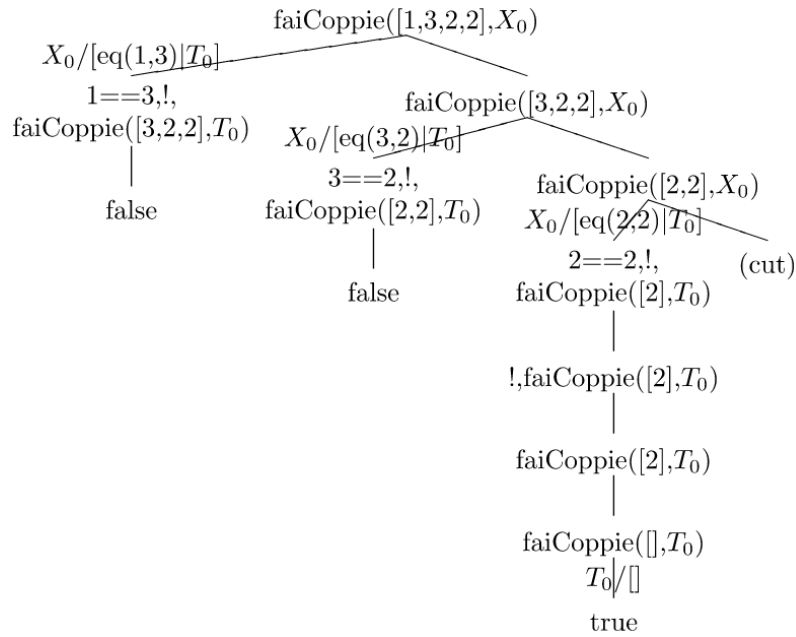 faiCoppie([1,3,2,2],X₀)
X₀/[eq(1,3)|T₀]
1==3,!,
faiCoppie([3,2,2],T₀)
false
faiCoppie([3,2,2],X₀)
X₀/[eq(3,2)|T₀]
3==2,!,
faiCoppie([2,2],T₀)
false
faiCoppie([2,2],X₀)
X₀/[eq(2,2)|T₀]
2==2,!,
faiCoppie([2],T₀)
(cut)
!,faiCoppie([2],T₀)
faiCoppie([2],T₀)
faiCoppie([],T₀)
T₀/[]
true